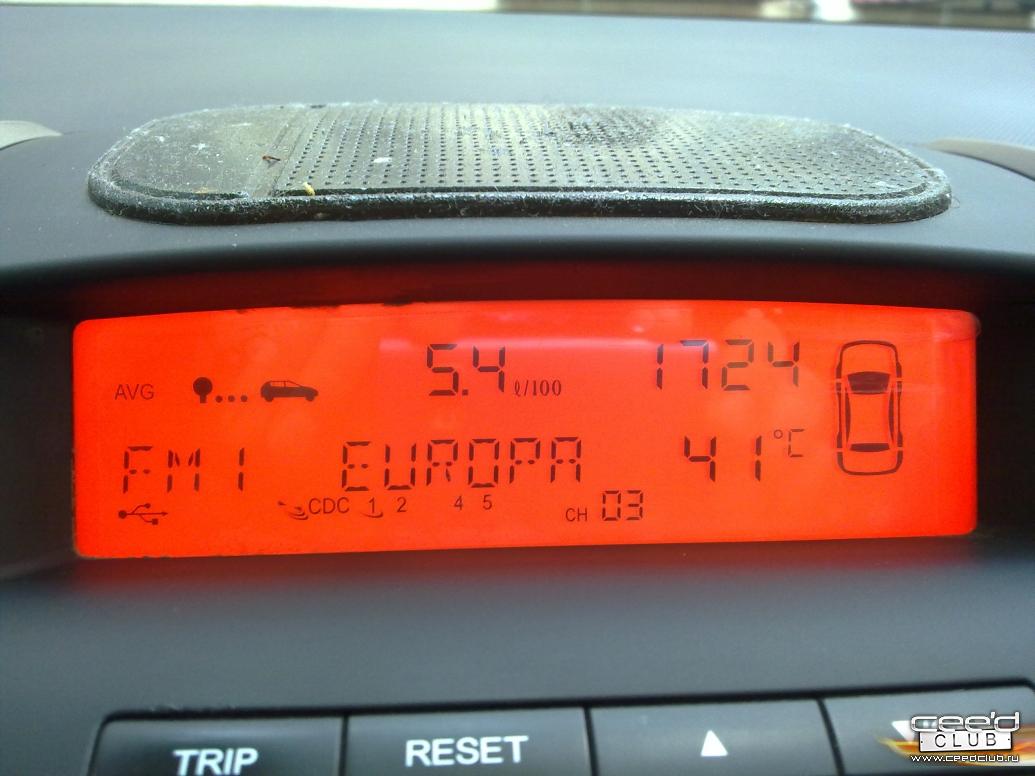 AVG 5.4 ℓ/100 1724
FM1 EUROPA 41°C
CDC 1 2 4 5 CH 03
TRIP RESET
cee'd
CLUB
www.ceedclub.ru